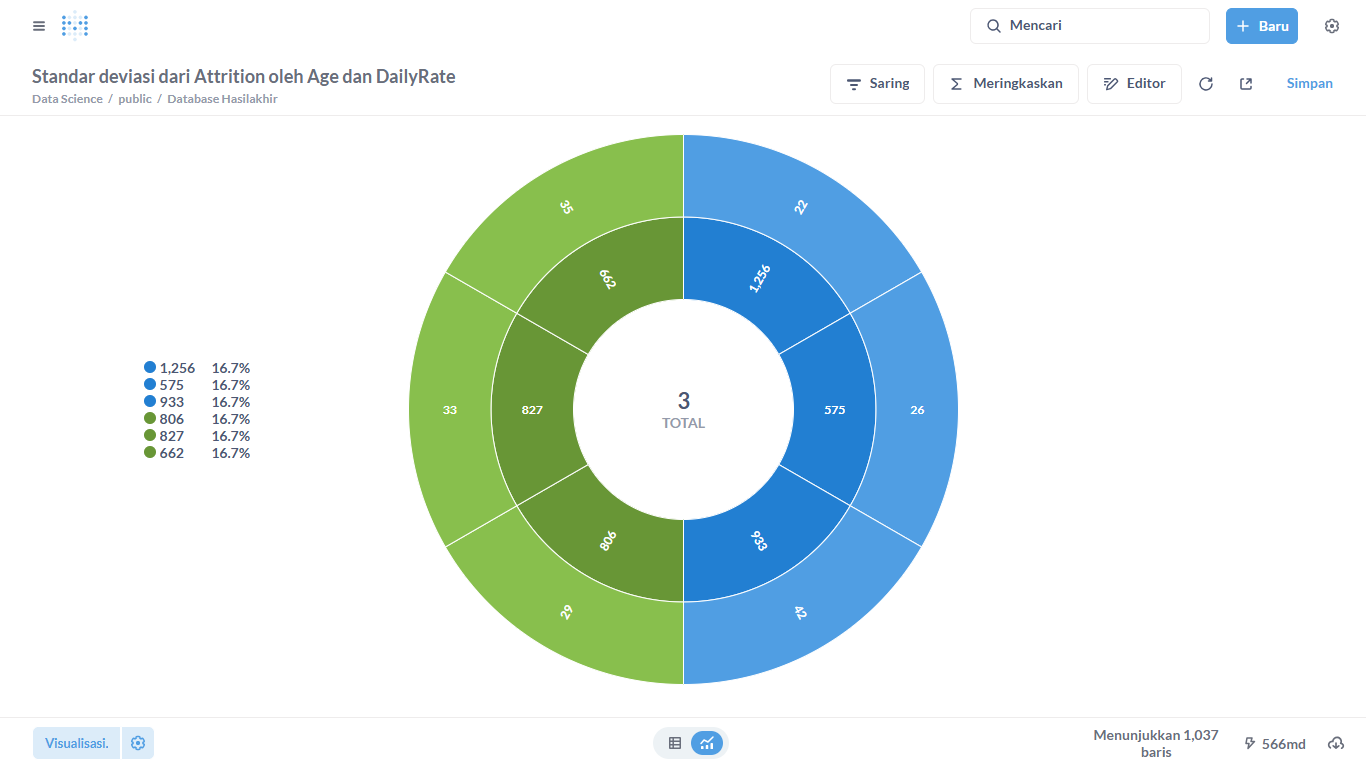 Mencari
Baru
Standar deviasi dari Attrition oleh Age dan DailyRate
Data Science / public / Database Hasilakhir
Saring
Meringkaskan
Editor
Simpan
1,256 16.7%
575 16.7%
933 16.7%
806 16.7%
827 16.7%
662 16.7%
35
22
662
1,256
33
827
3
TOTAL
575
26
806
933
29
42
Visualisasi.
Menunjukkan 1,037
baris
566md